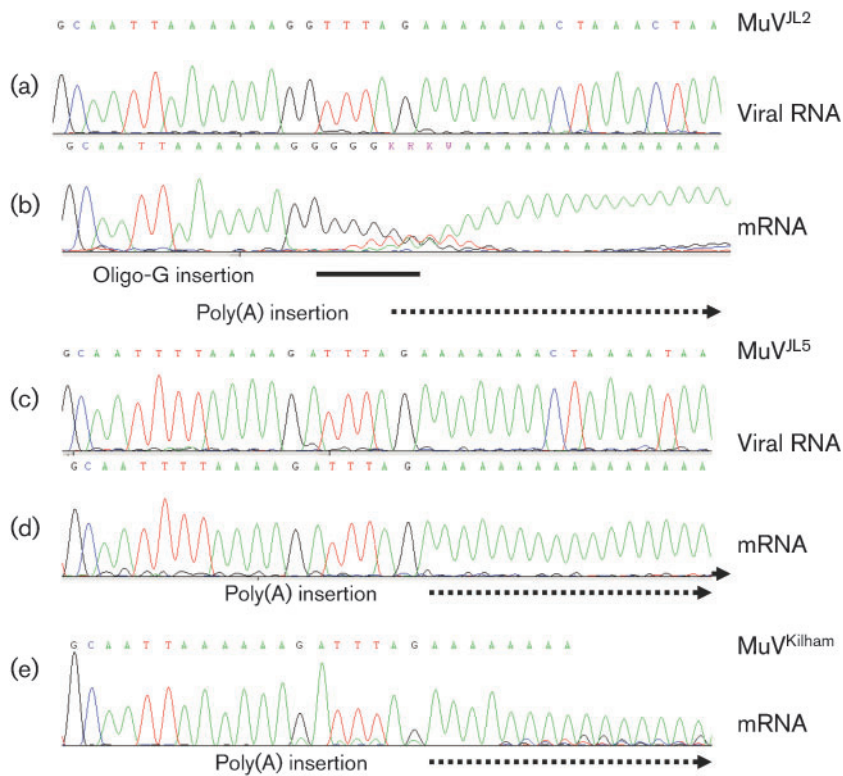 G C A A T T A A A A A A G G T T T A G A A A A A A A C T A A A C T A A MuV^JL2
(a) Viral RNA
G C A A T T A A A A A A G G G G G K R K W A A A A A A A A A A A A A A
(b) mRNA
Oligo-G insertion
Poly(A) insertion
G C A A T T T T A A A A G A T T T A G A A A A A A A C T A A A A T A A MuV^JL5
(c) Viral RNA
G C A A T T T T A A A A G A T T T A G A A A A A A A A A A A A A A A A
(d) mRNA
Poly(A) insertion
G C A A T T A A A A A A G A T T T A G A A A A A A A A MuV^Kilham
(e) mRNA
Poly(A) insertion